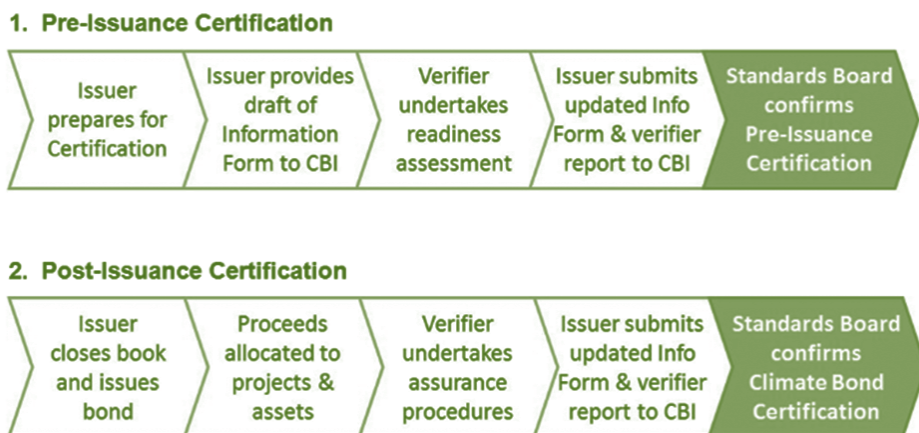 1. Pre-Issuance Certification
Issuer
prepares for
Certification
Issuer provides
draft of
Information
Form to CBI
Verifier
undertakes
readiness
assessment
Issuer submits
updated Info
Form & verifier
report to CBI
Standards Board
confirms
Pre-Issuance
Certification
2. Post-Issuance Certification
Issuer
closes book
and issues
bond
Proceeds
allocated to
projects &
assets
Verifier
undertakes
assurance
procedures
Issuer submits
updated Info
Form & verifier
report to CBI
Standards Board
confirms
Climate Bond
Certification